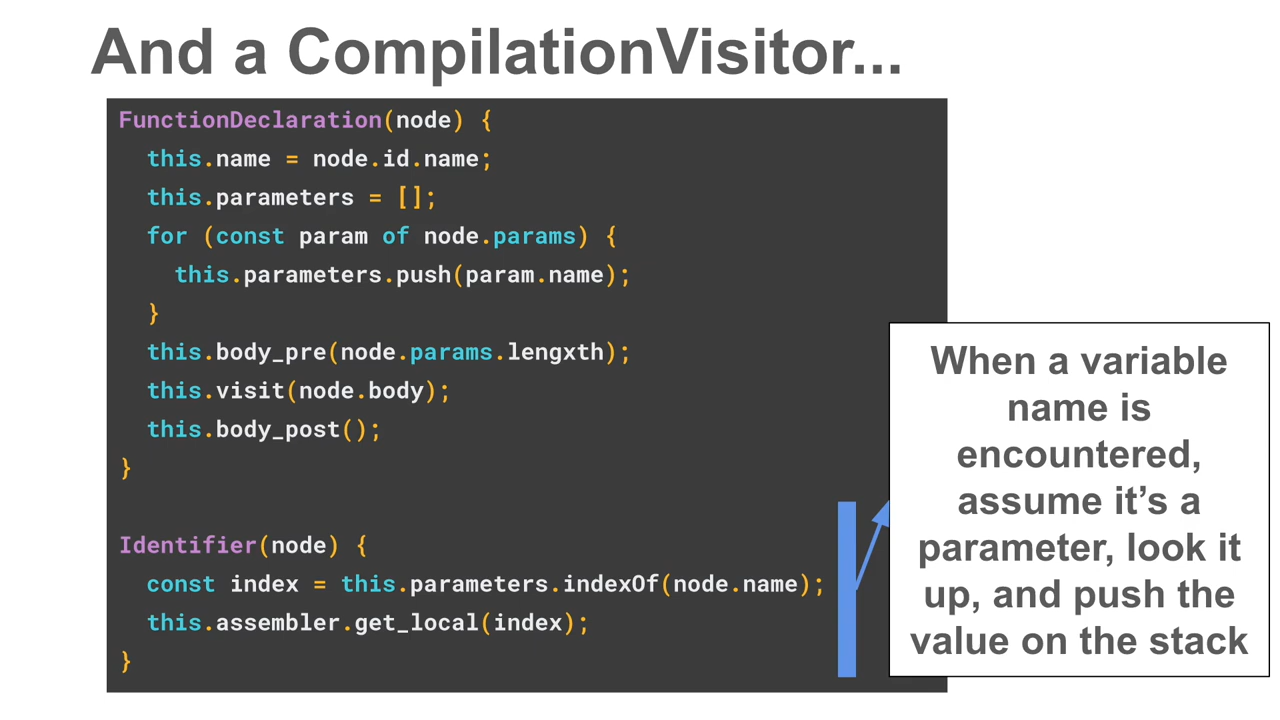 And a CompilationVisitor...
FunctionDeclaration(node) {
  this.name = node.id.name;
  this.parameters = [];
  for (const param of node.params) {
    this.parameters.push(param.name);
  }
  this.body_pre(node.params.lengxth);
  this.visit(node.body);
  this.body_post();
}
Identifier(node) {
  const index = this.parameters.indexOf(node.name);
  this.assembler.get_local(index);
}
When a variable
name is
encountered,
assume it’s a
parameter, look it
up, and push the
value on the stack